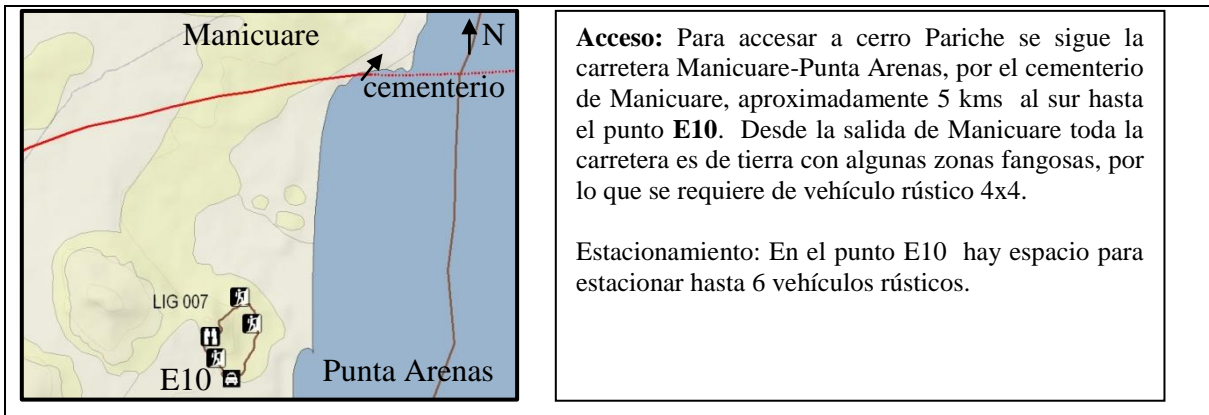 Manicuare
N
cementerio
LIG 007
E10
Punta Arenas
Acceso: Para accesar a cerro Pariche se sigue la
carretera Manicuare-Punta Arenas, por el cementerio
de Manicuare, aproximadamente 5 kms al sur hasta
el punto E10. Desde la salida de Manicuare toda la
carretera es de tierra con algunas zonas fangosas, por
lo que se requiere de vehículo rústico 4x4.
Estacionamiento: En el punto E10 hay espacio para
estacionar hasta 6 vehículos rústicos.